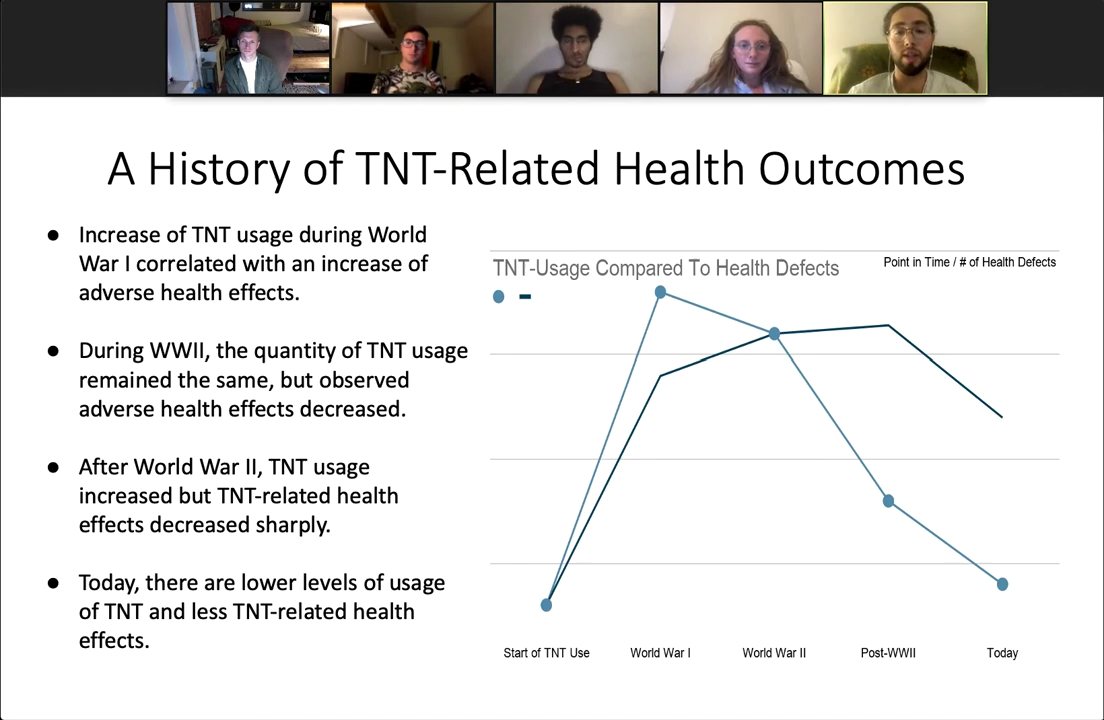 A History of TNT-Related Health Outcomes
● Increase of TNT usage during World
War I correlated with an increase of
adverse health effects.
● During WWII, the quantity of TNT usage
remained the same, but observed
adverse health effects decreased.
● After World War II, TNT usage
increased but TNT-related health
effects decreased sharply.
● Today, there are lower levels of usage
of TNT and less TNT-related health
effects.
TNT-Usage Compared To Health Defects
Point in Time / # of Health Defects
Start of TNT Use
World War I
World War II
Post-WWII
Today